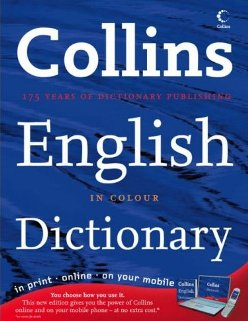 Collins
Collins
175 YEARS OF DICTIONARY PUBLISHING
English
IN COLOUR
Dictionary
in print · online · on your mobile
You choose how you use it.
This new edition gives you the power of Collins
online and on your mobile phone – at no extra cost.*
Collins
English
Collins